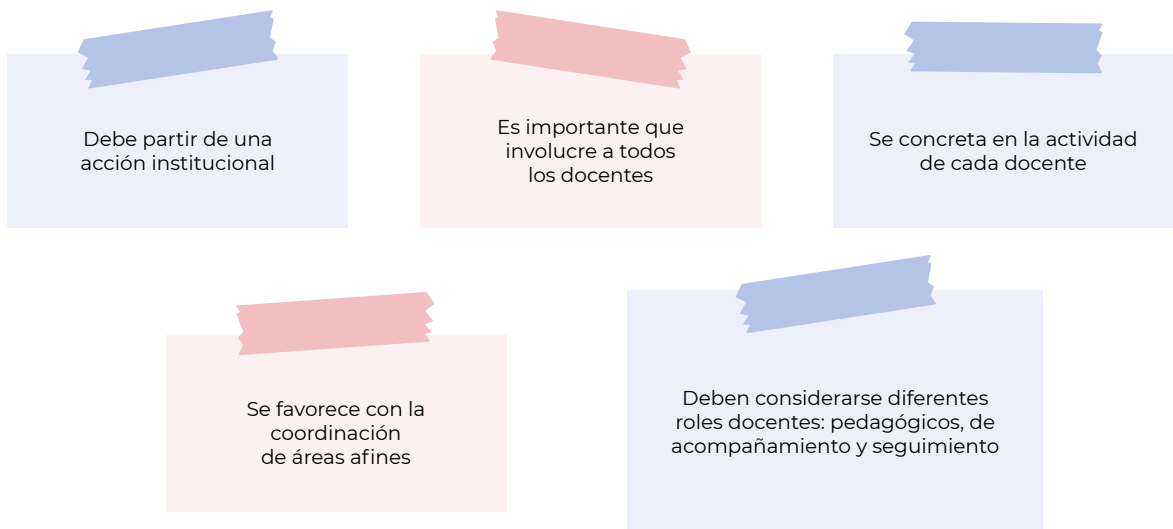 Debe partir de una
acción institucional
Es importante que
involucre a todos
los docentes
Se concreta en la actividad
de cada docente
Se favorece con la
coordinación
de áreas afines
Deben considerarse diferentes
roles docentes: pedagógicos, de
acompañamiento y seguimiento